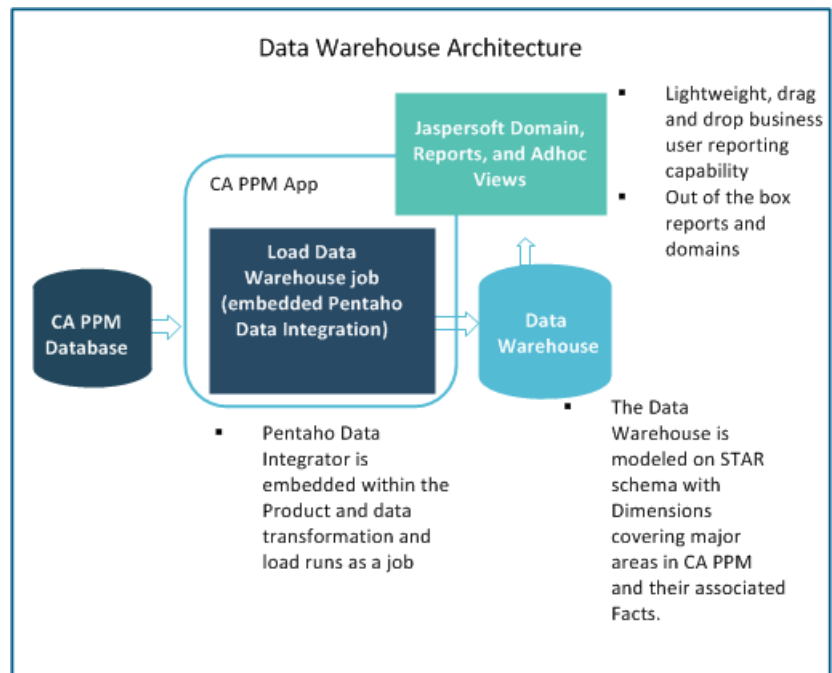 Data Warehouse Architecture
Jaspersoft Domain,
Reports, and Adhoc
Views
▪ Lightweight, drag
and drop business
user reporting
capability
▪ Out of the box
reports and
domains
CA PPM App
Load Data
Warehouse job
(embedded Pentaho
Data Integration)
CA PPM
Database
Data
Warehouse
▪ Pentaho Data
Integrator is
embedded within the
Product and data
transformation and
load runs as a job
▪ The Data
Warehouse is
modeled on STAR
schema with
Dimensions
covering major
areas in CA PPM
and their associated
Facts.